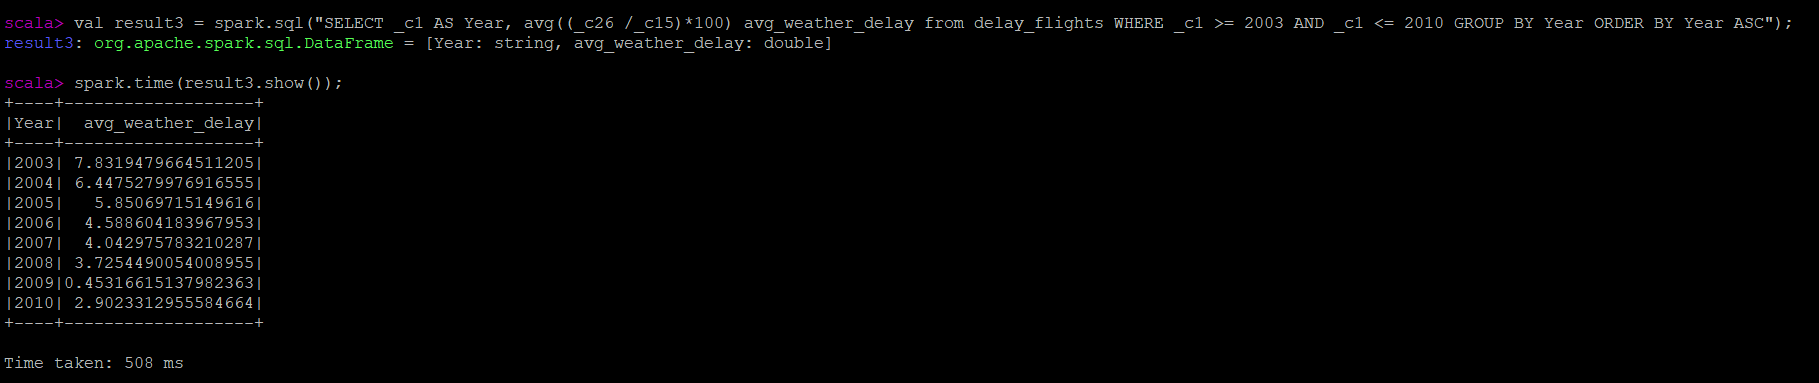 scala> val result3 = spark.sql("SELECT _c1 AS Year, avg((_c26 /_c15)*100) avg_weather_delay from delay_flights WHERE _c1 >= 2003 AND _c1 <= 2010 GROUP BY Year ORDER BY Year ASC");
result3: org.apache.spark.sql.DataFrame = [Year: string, avg_weather_delay: double]
scala> spark.time(result3.show());
+----+-------------------+
|Year|  avg_weather_delay|
+----+-------------------+
|2003| 7.8319479664511205|
|2004| 6.4475279976916555|
|2005|   5.85069715149616|
|2006|  4.588604183967953|
|2007|  4.042975783210287|
|2008| 3.7254490054008955|
|2009|0.45316615137982363|
|2010| 2.9023312955584664|
+----+-------------------+
Time taken: 508 ms